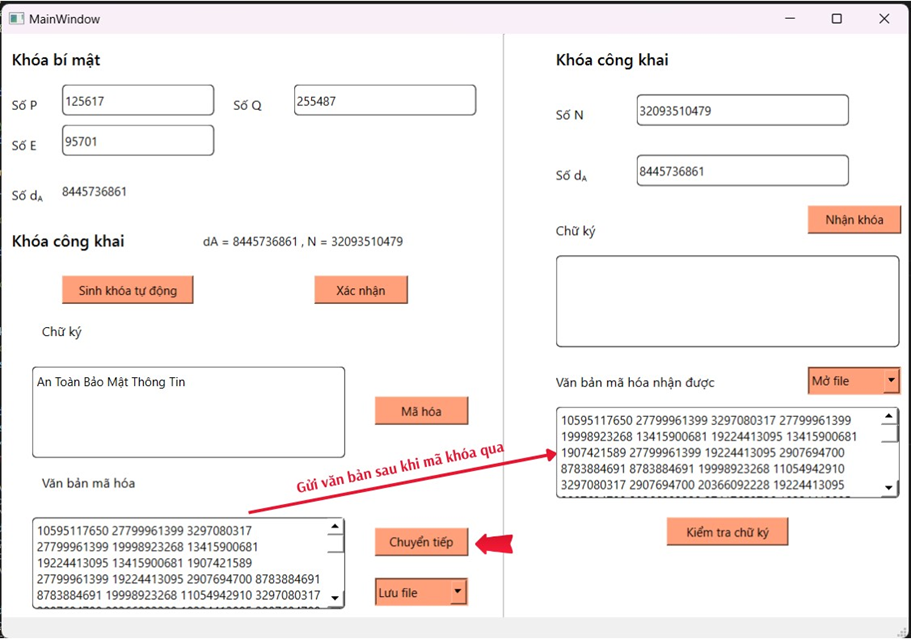 MainWindow
Khóa bí mật
Số P
125617
Số Q
255487
Số E
95701
Số dA
8445736861
Khóa công khai
dA = 8445736861 , N = 32093510479
Sinh khóa tự động
Xác nhận
Chữ ký
An Toàn Bảo Mật Thông Tin
Mã hóa
Văn bản mã hóa
Gửi văn bản sau khi mã khóa qua
10595117650 27799961399 3297080317
27799961399 19998923268 13415900681
19224413095 13415900681 1907421589
27799961399 19224413095 2907694700 8783884691
8783884691 19998923268 11054942910 3297080317
Chuyển tiếp
Lưu file
Khóa công khai
Số N
32093510479
Số dA
8445736861
Nhận khóa
Chữ ký
Văn bản mã hóa nhận được
Mở file
10595117650 27799961399 3297080317 27799961399
19998923268 13415900681 19224413095 13415900681
1907421589 27799961399 19224413095 2907694700
8783884691 8783884691 19998923268 11054942910
3297080317 2907694700 20366092228 19224413095
Kiểm tra chữ ký